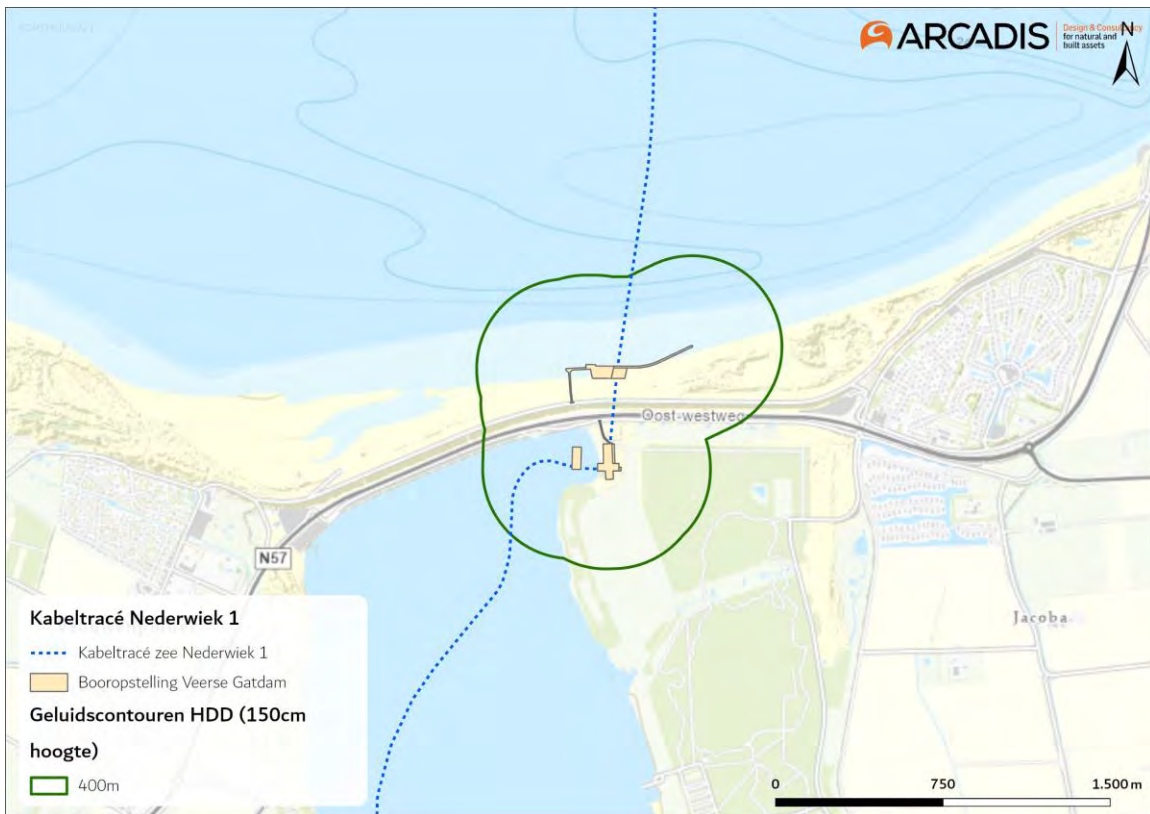 ARCADIS
Design & Consultancy
for natural and
built assets
N
Oost-westweg
N57
Jacoba
Kabeltracé Nederwiek 1
Kabeltracé zee Nederwiek 1
Booropstelling Veerse Gatdam
Geluidscontouren HDD (150cm
hoogte)
400m
0
750
1.500 m